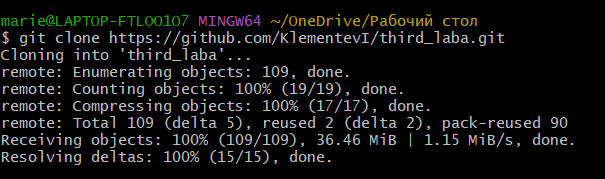 marie@LAPTOP-FTLOO1O7 MINGW64 ~/OneDrive/Рабочий стол
$ git clone https://github.com/KlementevI/third_laba.git
Cloning into 'third_laba'...
remote: Enumerating objects: 109, done.
remote: Counting objects: 100% (19/19), done.
remote: Compressing objects: 100% (17/17), done.
remote: Total 109 (delta 5), reused 2 (delta 2), pack-reused 90
Receiving objects: 100% (109/109), 36.46 MiB | 1.15 MiB/s, done.
Resolving deltas: 100% (15/15), done.